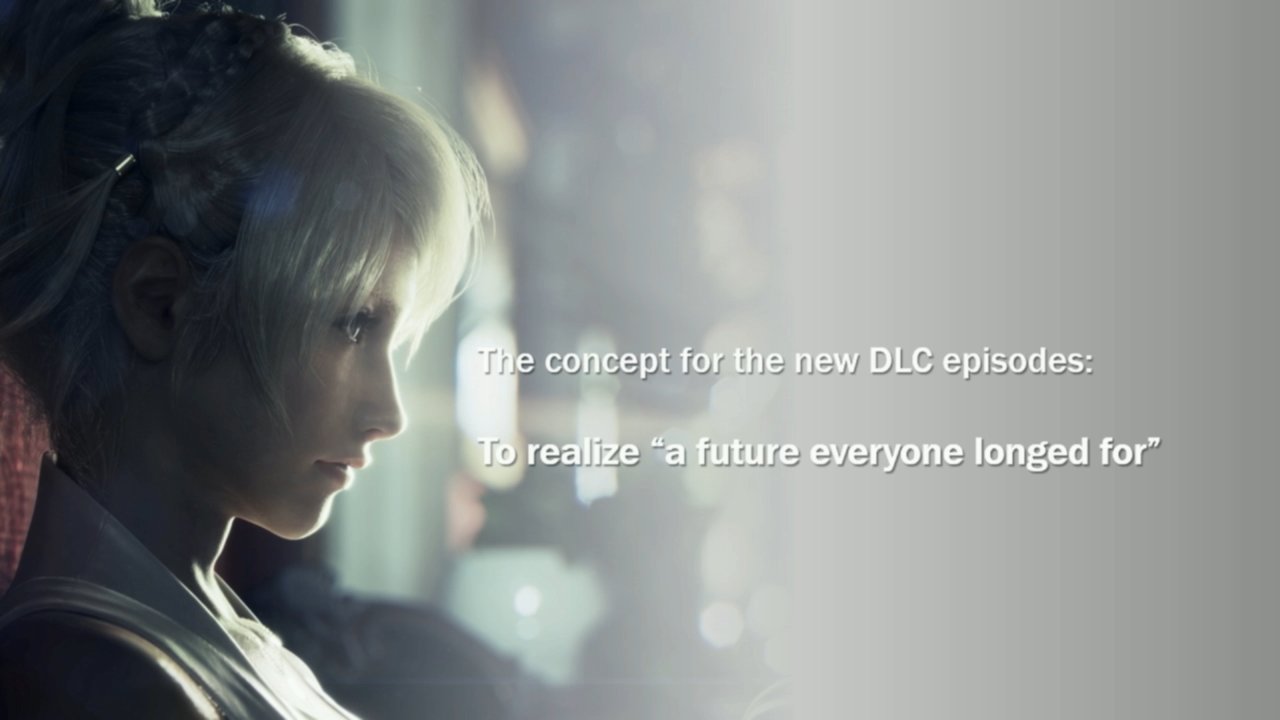 The concept for the new DLC episodes:
To realize “a future everyone longed for”